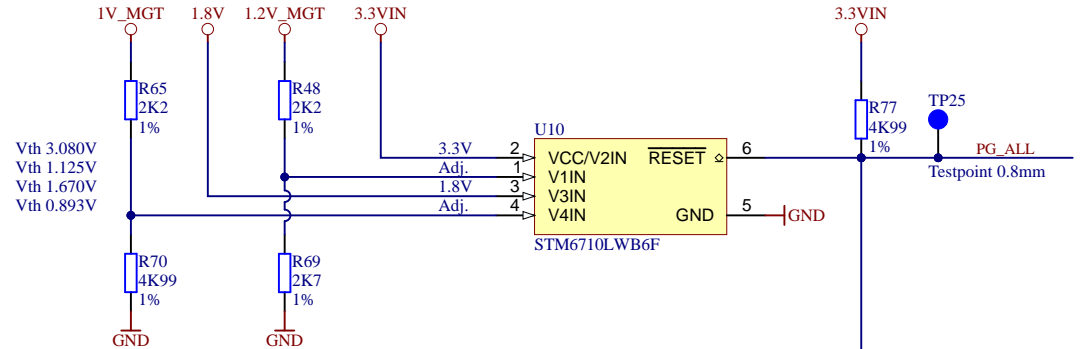 1V_MGT
1.8V
1.2V_MGT
3.3VIN
3.3VIN
R65
2K2
1%
R48
2K2
1%
R77
4K99
1%
TP25
Vth 3.080V
Vth 1.125V
Vth 1.670V
Vth 0.893V
U10
3.3V
2
VCC/V2IN
RESET
6
PG_ALL
Adj.
1
V1IN
Testpoint 0.8mm
1.8V
3
V3IN
Adj.
4
V4IN
GND
5
GND
STM6710LWB6F
R70
4K99
1%
R69
2K7
1%
GND
GND